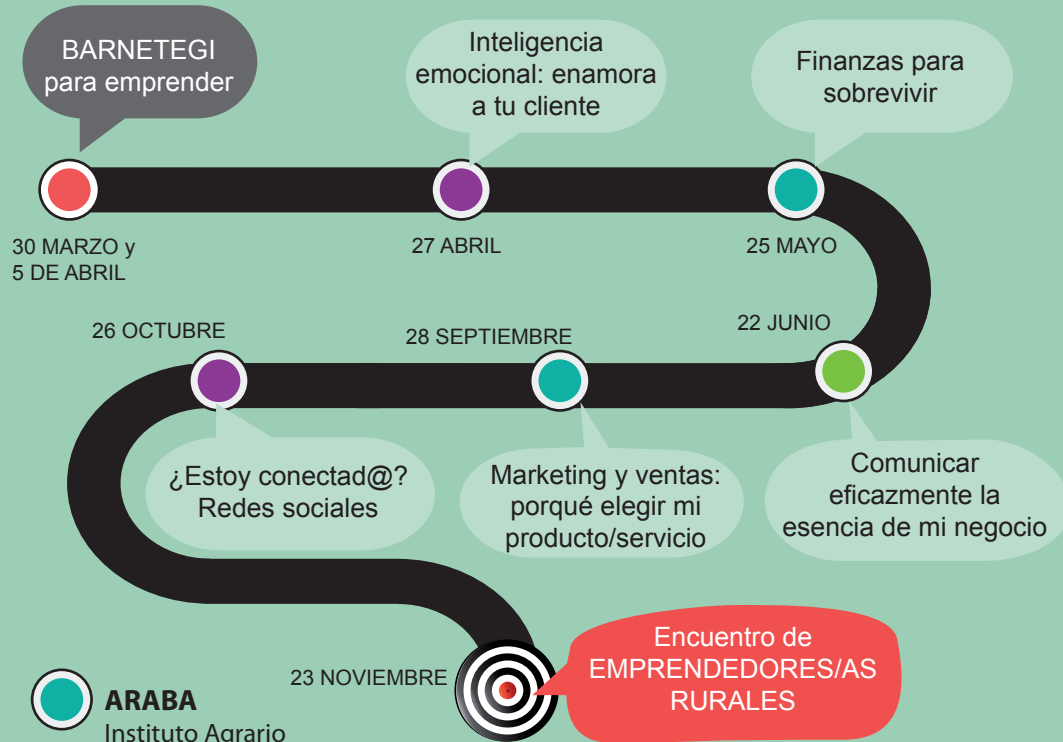 BARNETEGI
para emprender
Inteligencia
emocional: enamora
a tu cliente
Finanzas para
sobrevivir
30 MARZO y
5 DE ABRIL
27 ABRIL
25 MAYO
26 OCTUBRE
28 SEPTIEMBRE
22 JUNIO
¿Estoy conectad@?
Redes sociales
Marketing y ventas:
porqué elegir mi
producto/servicio
Comunicar
eficazmente la
esencia de mi negocio
23 NOVIEMBRE
Encuentro de
EMPRENDEDORES/AS
RURALES
ARABA
Instituto Agrario